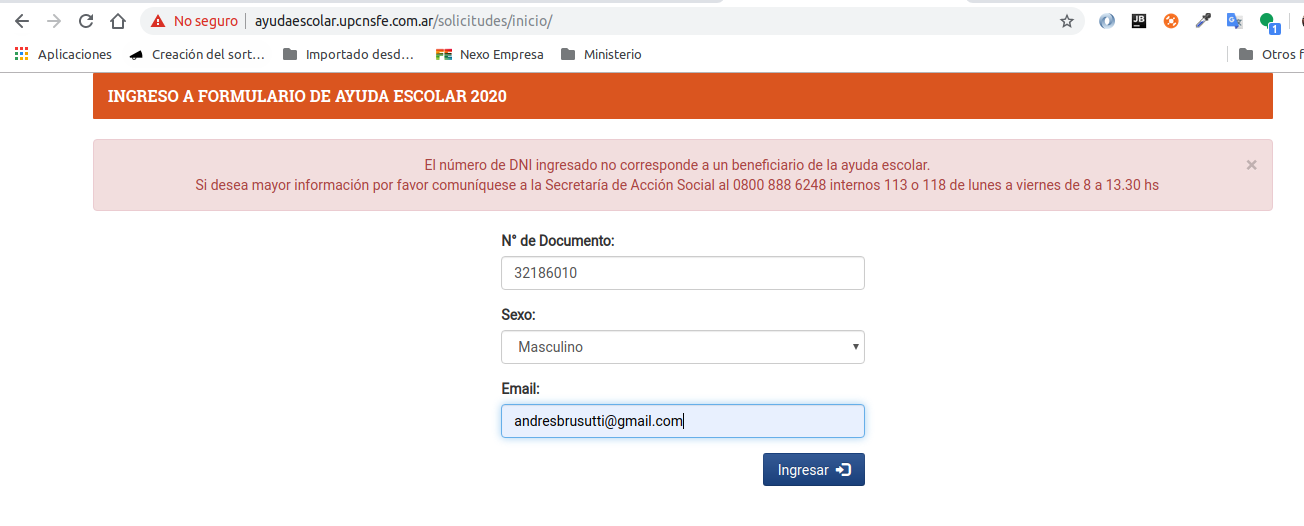 No seguro | ayudaescolar.upcnsfe.com.ar/solicitudes/inicio/
JB
1
Aplicaciones Creación del sort... Importado desd... FE Nexo Empresa Ministerio Otros f
INGRESO A FORMULARIO DE AYUDA ESCOLAR 2020
El número de DNI ingresado no corresponde a un beneficiario de la ayuda escolar. ×
Si desea mayor información por favor comuníquese a la Secretaría de Acción Social al 0800 888 6248 internos 113 o 118 de lunes a viernes de 8 a 13.30 hs
N° de Documento:
32186010
Sexo:
Masculino
Email:
andresbrusutti@gmail.com
Ingresar